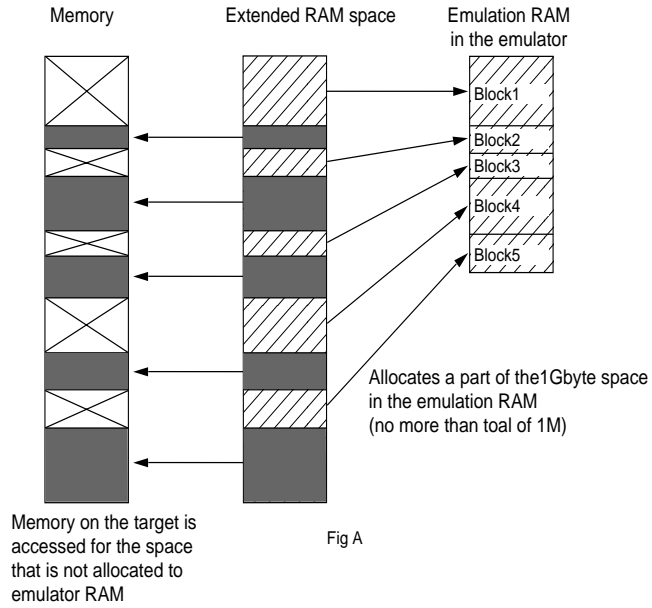 Memory
Extended RAM space
Emulation RAM
in the emulator
Block1
Block2
Block3
Block4
Block5
Allocates a part of the1Gbyte space
in the emulation RAM
(no more than toal of 1M)
Memory on the target is
accessed for the space
that is not allocated to
emulator RAM
Fig A